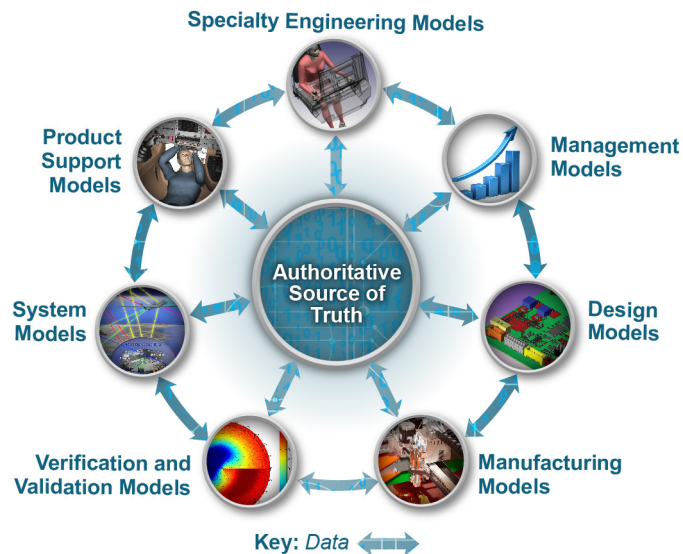 Specialty Engineering Models
Product
Support
Models
Management
Models
Authoritative
Source of
Truth
System
Models
Design
Models
Verification and
Validation Models
Manufacturing
Models
Key: Data